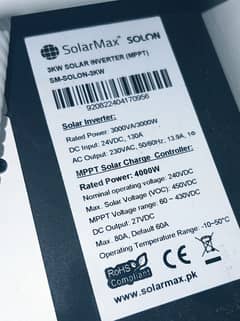 SolarMax® SOLON
3KW SOLAR INVERTER (MPPT)
SM-SOLON-3KW
920822404170956
Solar Inverter:
Rated Power: 3000VA/3000W
DC Input: 24VDC, 130A
AC Output: 230VAC, 50/60Hz, 13.9A, 1Φ
MPPT Solar Charge Controller:
Rated Power: 4000W
Nominal operating voltage: 240VDC
Max. Solar Voltage (VOC): 450VDC
MPPT Voltage range: 60 ~ 430VDC
DC Output: 27VDC
Max. 80A, Default 60A
Operating Temperature Range: -10~50°C
RoHS
Compliant
www.solarmax.pk